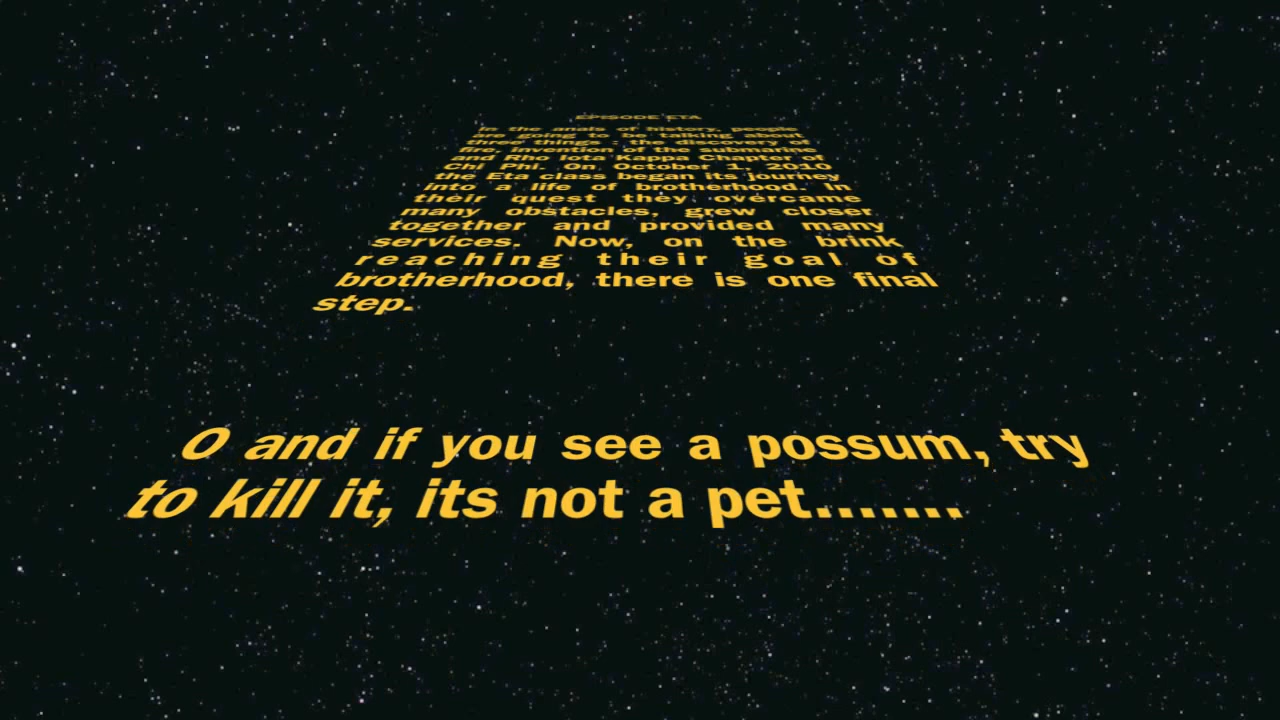 EPISODE ETA
In the anals of history, people
are going to be talking about
three things : the discovery of
fire, invention of the submarine
and Rho Iota Kappa Chapter of
Chi Phi. On October 1, 2010
the Eta class began its journey
into a life of brotherhood. In
their quest they overcame
many obstacles, grew closer
together and provided many
services. Now, on the brink
reaching their goal of
brotherhood, there is one final
step.
O and if you see a possum, try
to kill it, its not a pet.......